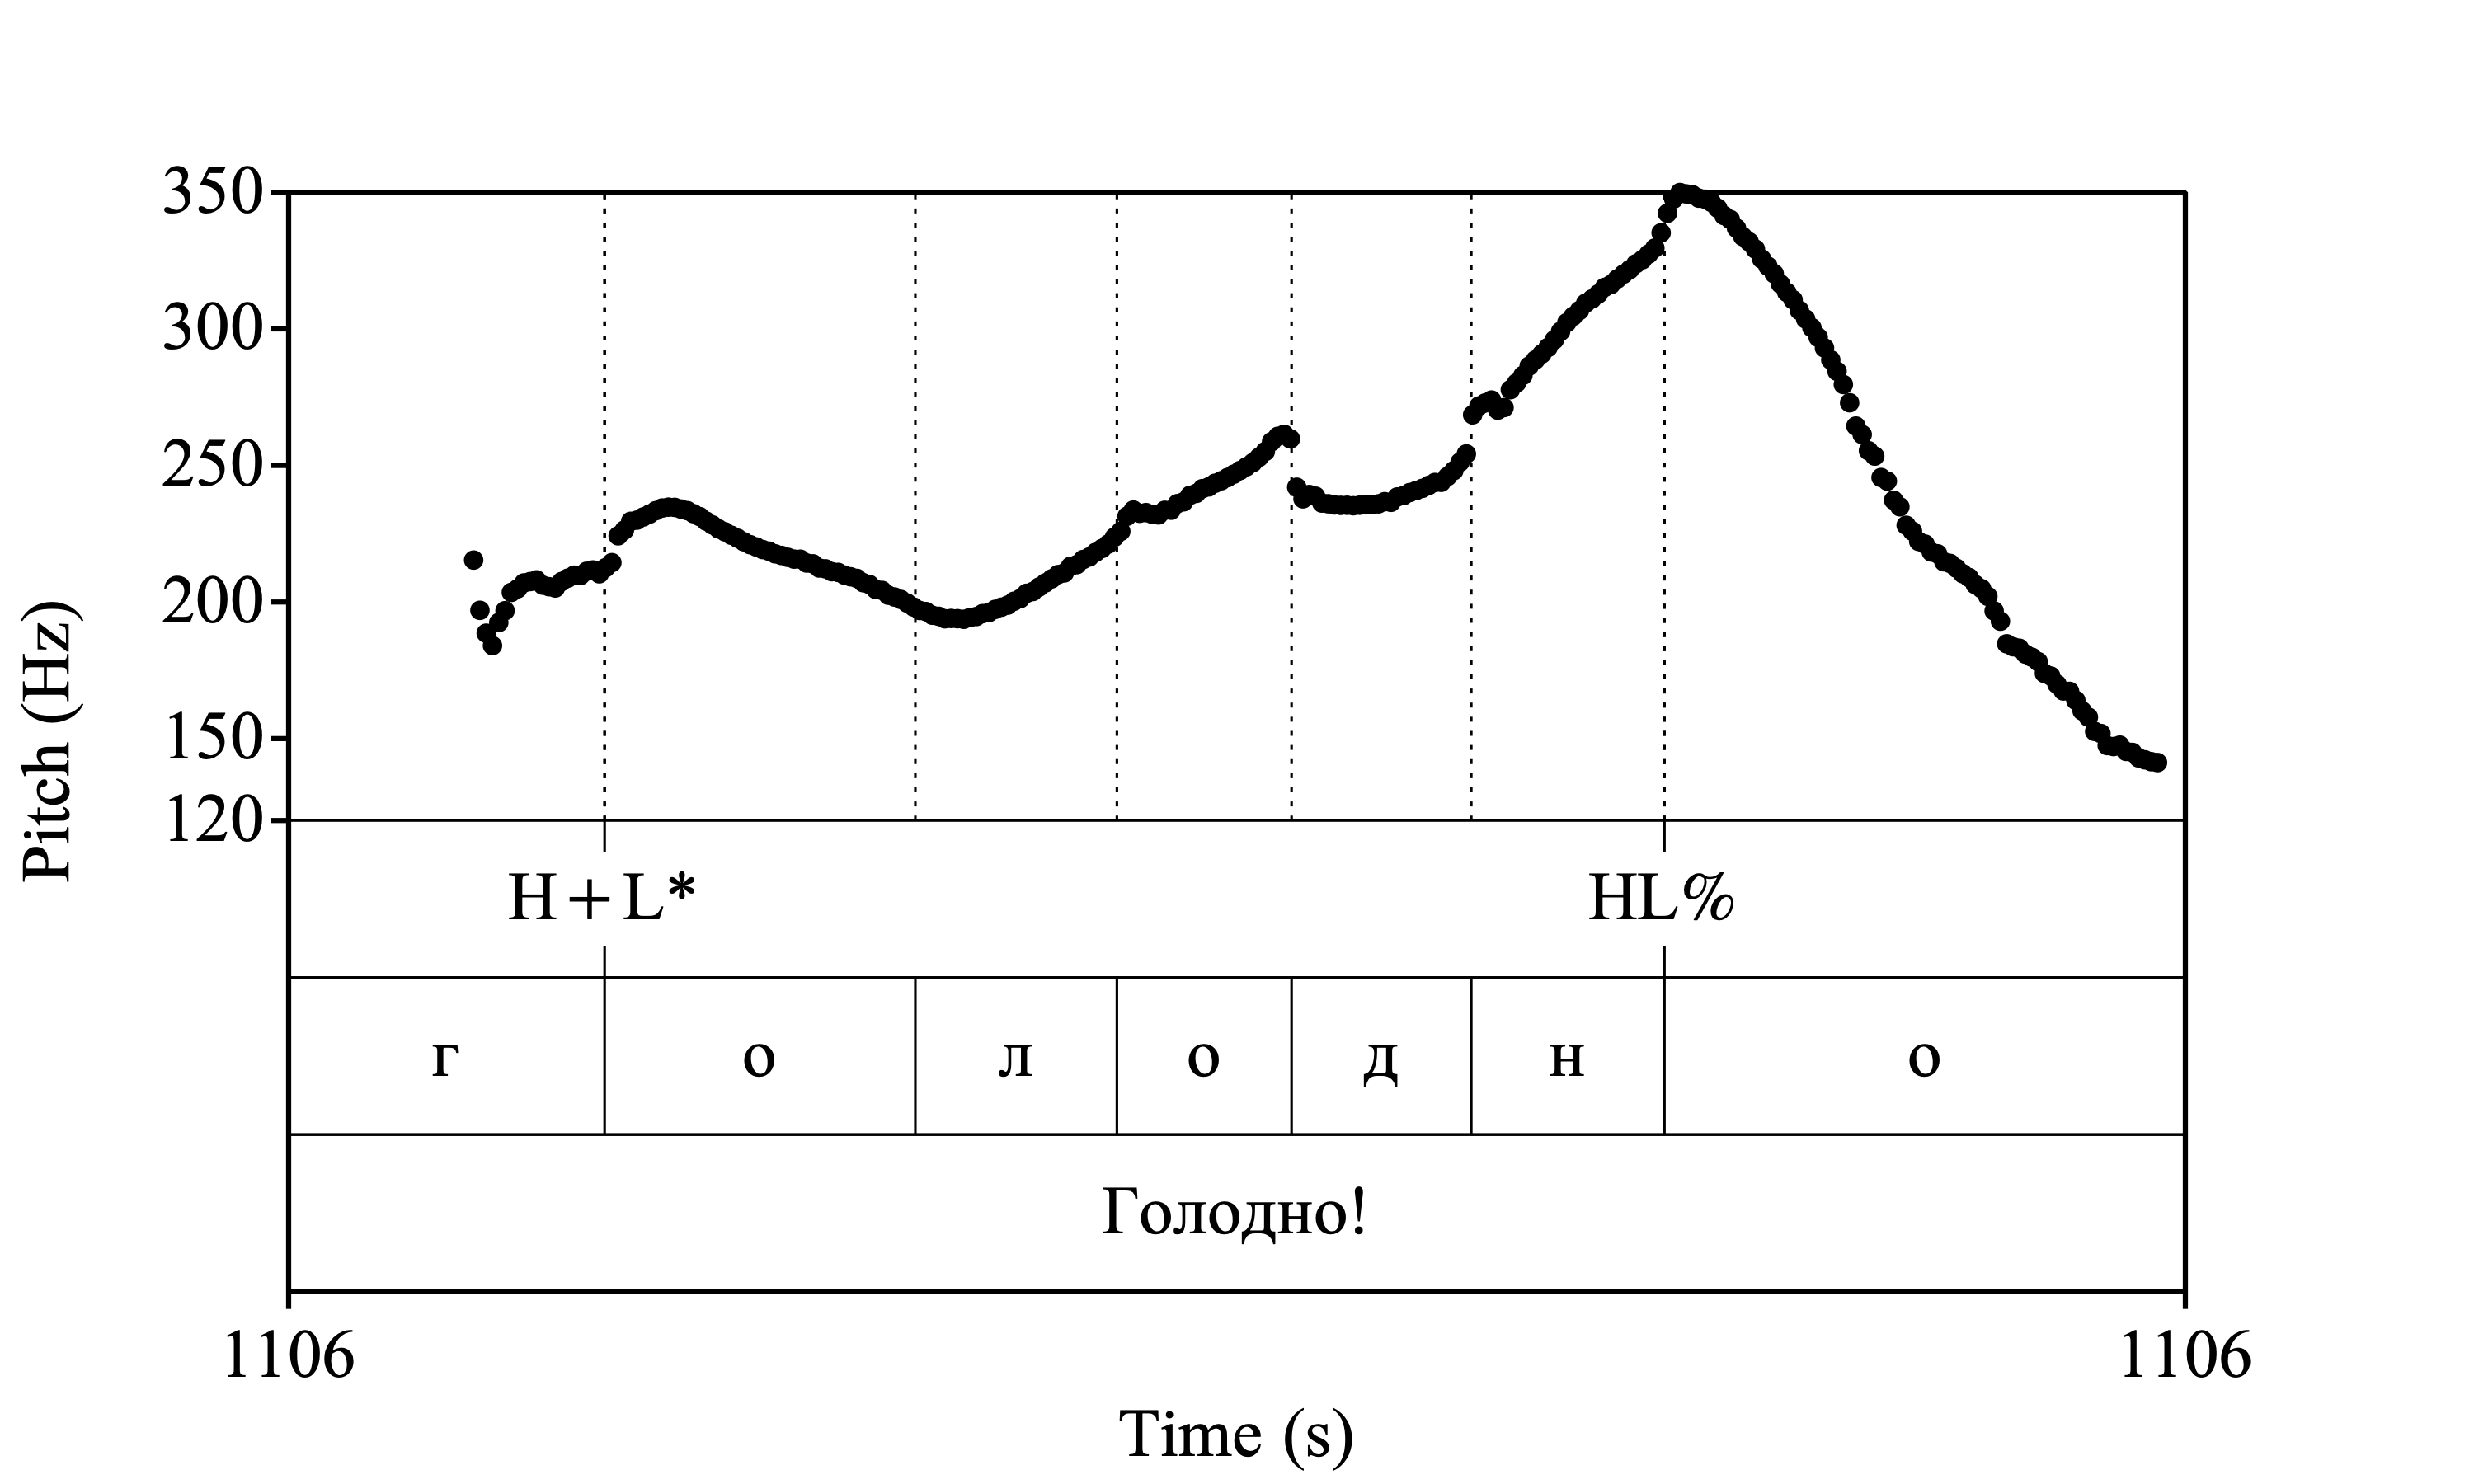 350
300
250
200
150
120
Pitch (Hz)
H+L* HL%
г о л о д н о
Голодно!
1106 1106
Time (s)